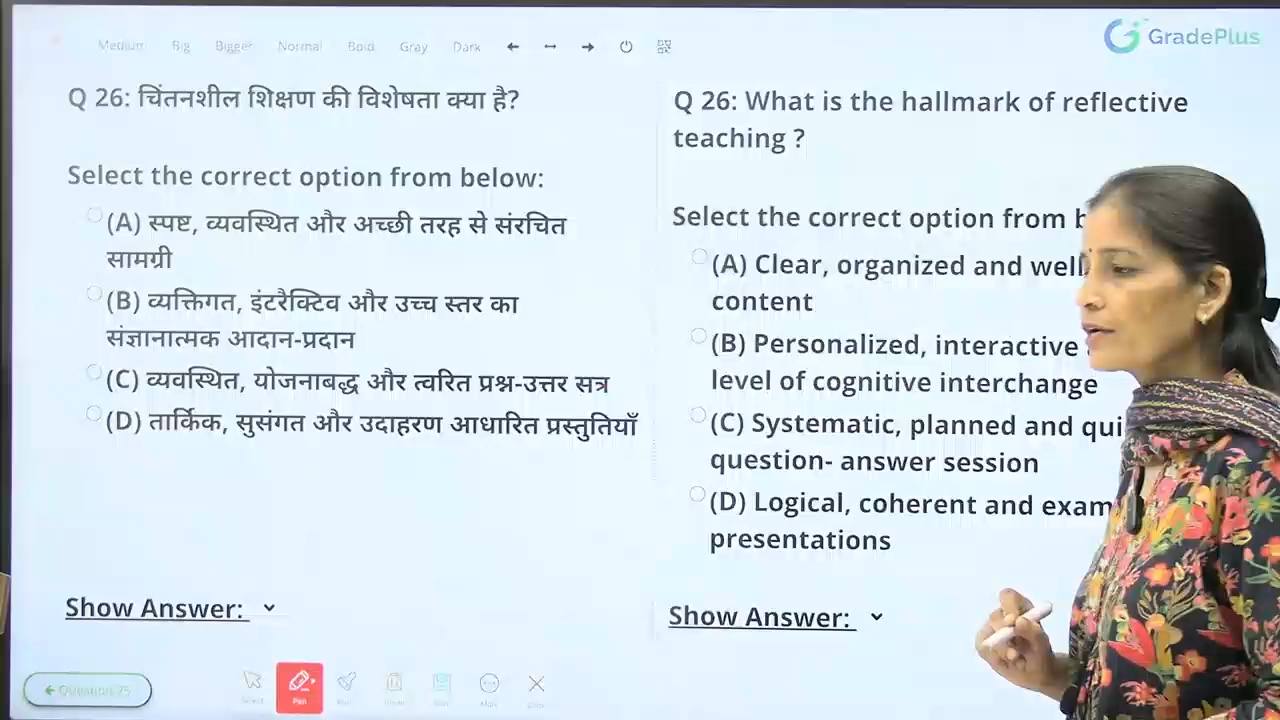 GradePlus
Medium Big Bigger Normal Bold Gray Dark
Q 26: चिंतनशील शिक्षण की विशेषता क्या है?
Select the correct option from below:
(A) स्पष्ट, व्यवस्थित और अच्छी तरह से संरचित
सामग्री
(B) व्यक्तिगत, इंटरैक्टिव और उच्च स्तर का
संज्ञानात्मक आदान-प्रदान
(C) व्यवस्थित, योजनाबद्ध और त्वरित प्रश्न-उत्तर सत्र
(D) तार्किक, सुसंगत और उदाहरण आधारित प्रस्तुतियाँ
Show Answer:
Q 26: What is the hallmark of reflective
teaching ?
Select the correct option from
(A) Clear, organized and well
content
(B) Personalized, interactive
level of cognitive interchange
(C) Systematic, planned and
question- answer session
(D) Logical, coherent and
presentations
Show Answer:
Question 25
Select Pen